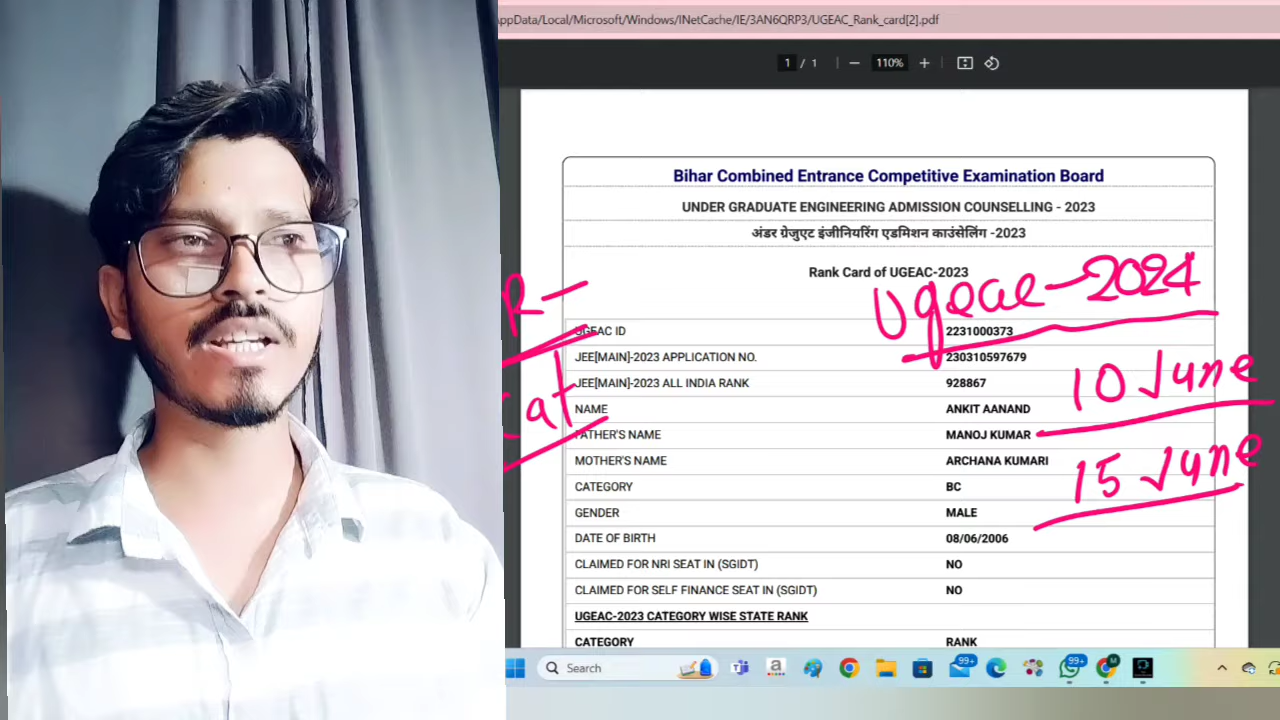 AppData/Local/Microsoft/Windows/INetCache/IE/3AN6QRP3/UGEAC_Rank_card[2].pdf
1 / 1 110%
Bihar Combined Entrance Competitive Examination Board
UNDER GRADUATE ENGINEERING ADMISSION COUNSELLING - 2023
अंडर ग्रेजुएट इंजीनियरिंग एडमिशन काउंसेलिंग -2023
Rank Card of UGEAC-2023
Ugeac-2024
R-
UGEAC ID 2231000373
JEE[MAIN]-2023 APPLICATION NO. 230310597679
JEE[MAIN]-2023 ALL INDIA RANK 928867
10 June
NAME ANKIT AANAND
FATHER'S NAME MANOJ KUMAR
MOTHER'S NAME ARCHANA KUMARI
15 June
CATEGORY BC
GENDER MALE
DATE OF BIRTH 08/06/2006
CLAIMED FOR NRI SEAT IN (SGIDT) NO
CLAIMED FOR SELF FINANCE SEAT IN (SGIDT) NO
UGEAC-2023 CATEGORY WISE STATE RANK
CATEGORY RANK
Search 99+ 99+